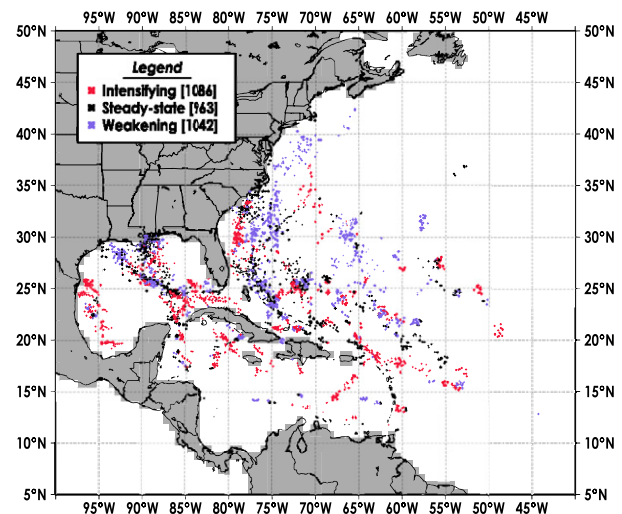 95°W 90°W 85°W 80°W 75°W 70°W 65°W 60°W 55°W 50°W 45°W
50°N 50°N
Legend
Intensifying [1086]
Steady-state [963]
Weakening [1042]
45°N 45°N
40°N 40°N
35°N 35°N
30°N 30°N
25°N 25°N
20°N 20°N
15°N 15°N
10°N 10°N
5°N 5°N
95°W 90°W 85°W 80°W 75°W 70°W 65°W 60°W 55°W 50°W 45°W